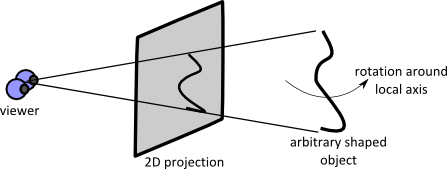 viewer
2D projection
rotation around
local axis
arbitrary shaped
object